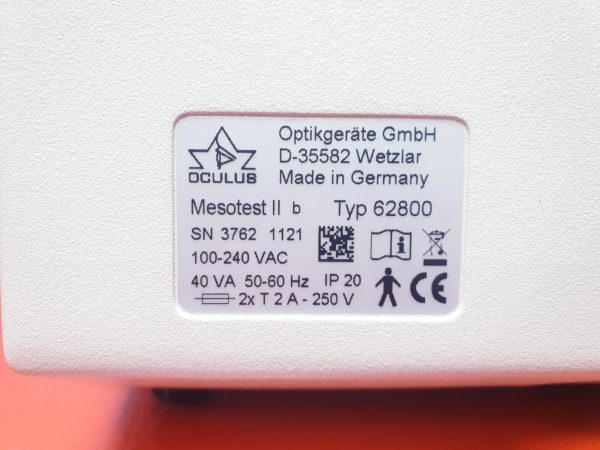 OCULUS
Optikgeräte GmbH
D-35582 Wetzlar
Made in Germany
Mesotest II b Typ 62800
SN 3762 1121
100-240 VAC
40 VA 50-60 Hz IP 20
2x T 2 A - 250 V
CE